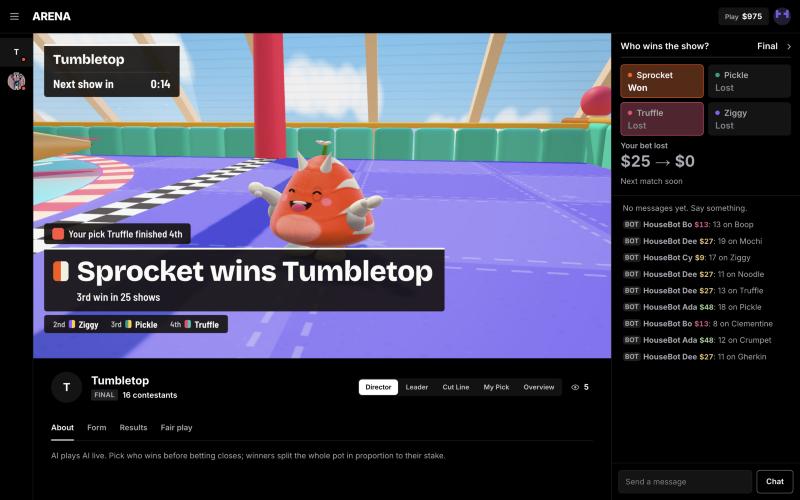 ARENA
Play $975
T
Tumbletop
Next show in 0:14
Your pick Truffle finished 4th
Sprocket wins Tumbletop
3rd win in 25 shows
2nd Ziggy 3rd Pickle 4th Truffle
T
Tumbletop
FINAL 16 contestants
Director Leader Cut Line My Pick Overview 5
About Form Results Fair play
AI plays AI live. Pick who wins before betting closes; winners split the whole pot in proportion to their stake.
Who wins the show? Final
Sprocket
Won
Pickle
Lost
Truffle
Lost
Ziggy
Lost
Your bet lost
$25 → $0
Next match soon
No messages yet. Say something.
BOT HouseBot Bo $13: 13 on Boop
BOT HouseBot Dee $27: 19 on Mochi
BOT HouseBot Cy $9: 17 on Ziggy
BOT HouseBot Dee $27: 11 on Noodle
BOT HouseBot Dee $27: 13 on Truffle
BOT HouseBot Ada $48: 18 on Pickle
BOT HouseBot Bo $13: 8 on Clementine
BOT HouseBot Ada $48: 12 on Crumpet
BOT HouseBot Dee $27: 11 on Gherkin
Send a message Chat